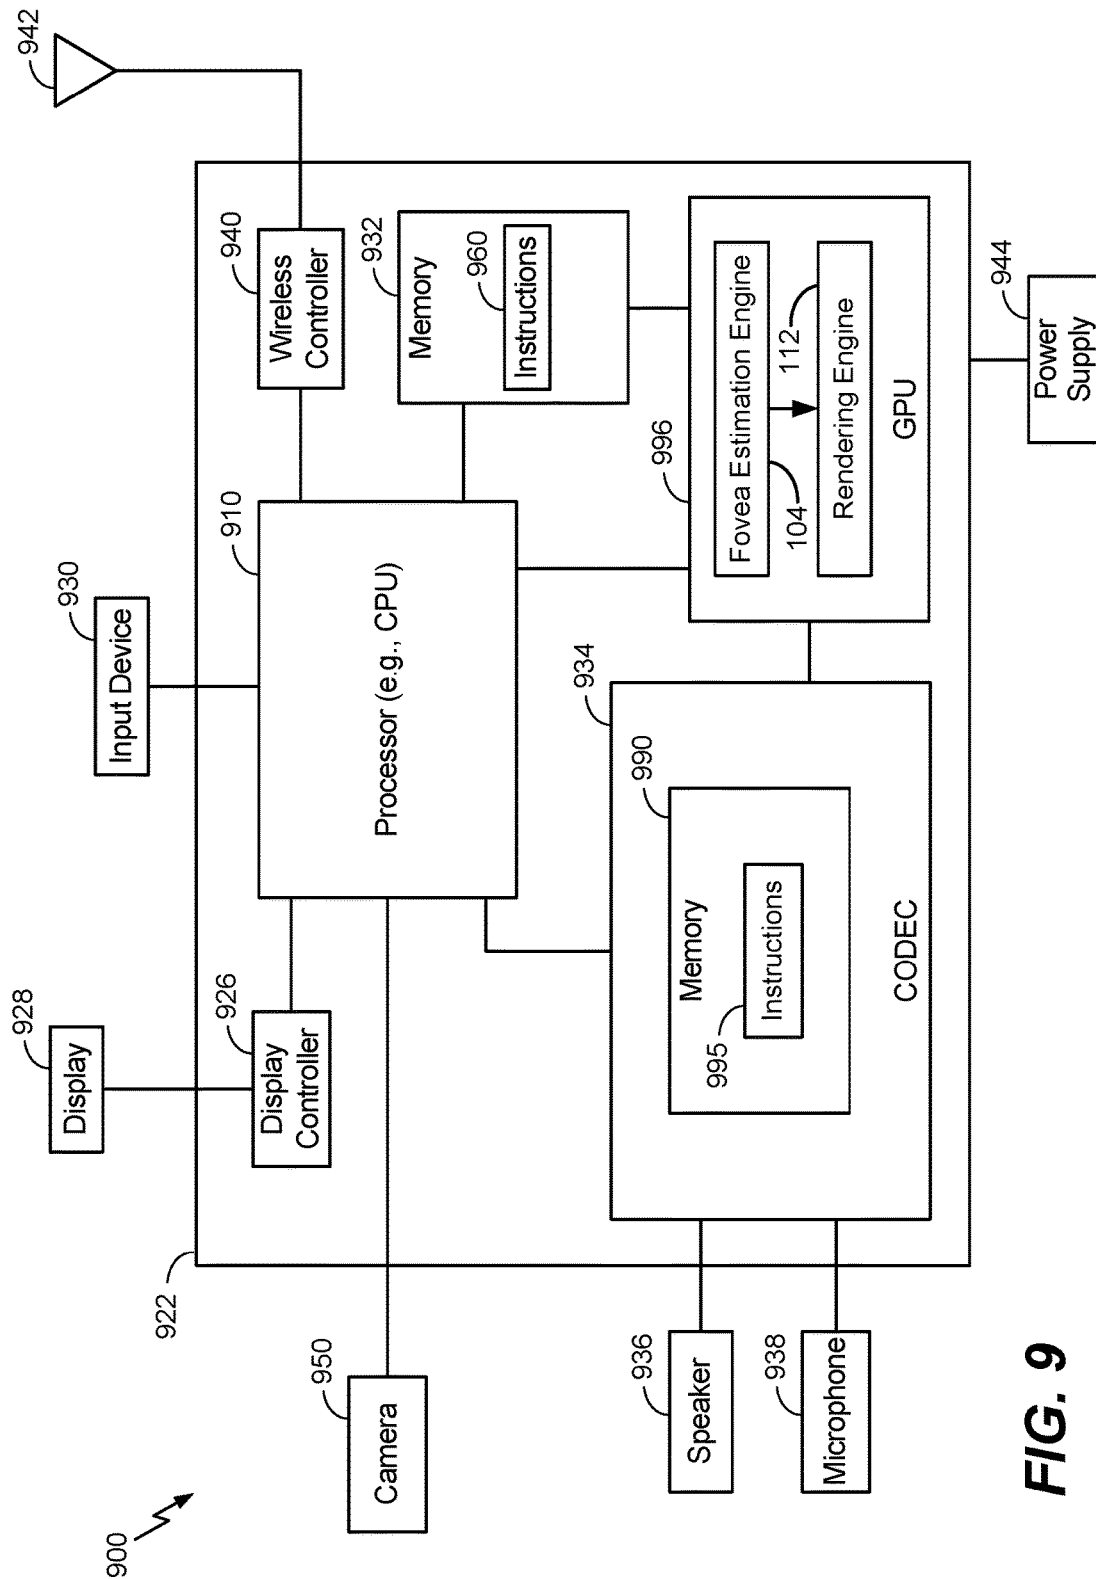 900
928
Display
930
Input Device
942
922
926
Display
Controller
910
Processor (e.g., CPU)
940
Wireless
Controller
932
Memory
960
Instructions
950
Camera
934
990
Memory
995
Instructions
CODEC
996
Fovea Estimation Engine
104
112
Rendering Engine
GPU
936
Speaker
938
Microphone
944
Power
Supply
FIG. 9